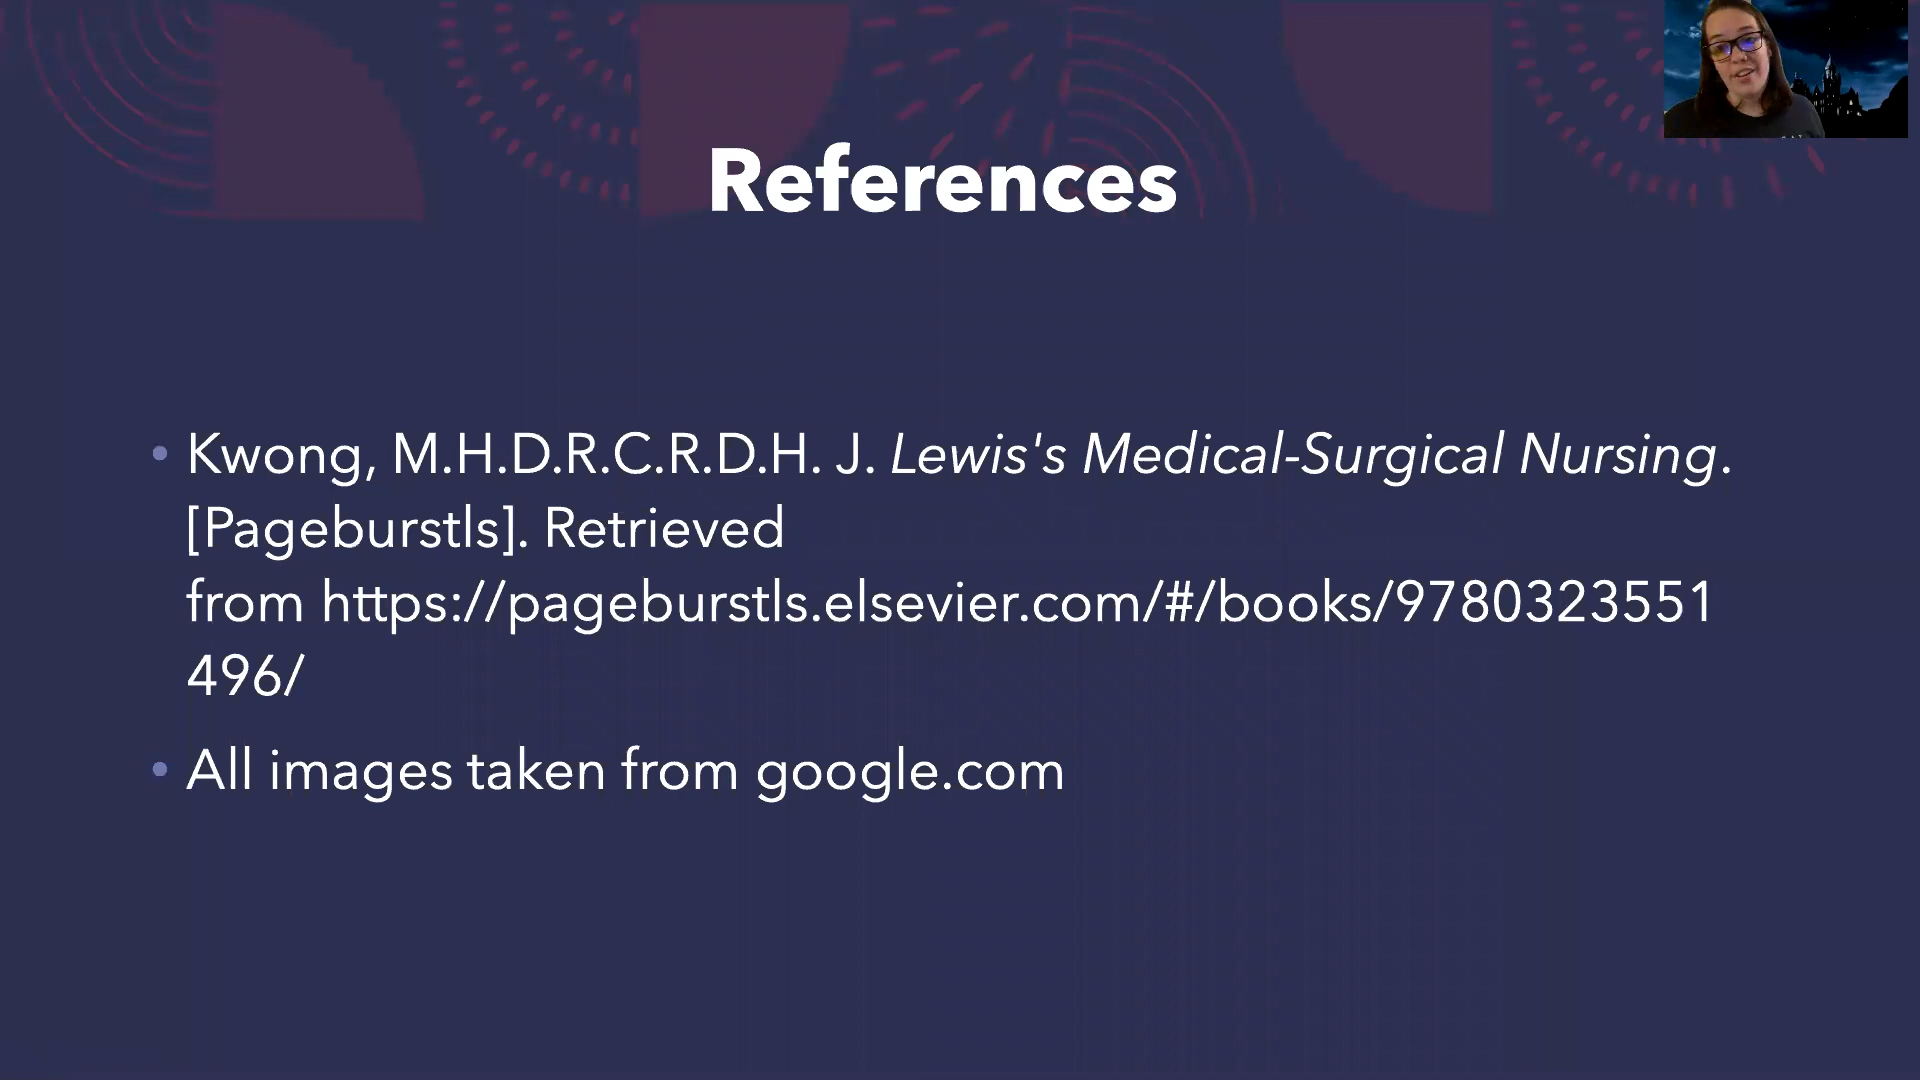 References
• Kwong, M.H.D.R.C.R.D.H. J. Lewis's Medical-Surgical Nursing.
[Pageburstls]. Retrieved
from https://pageburstls.elsevier.com/#/books/9780323551
496/
• All images taken from google.com